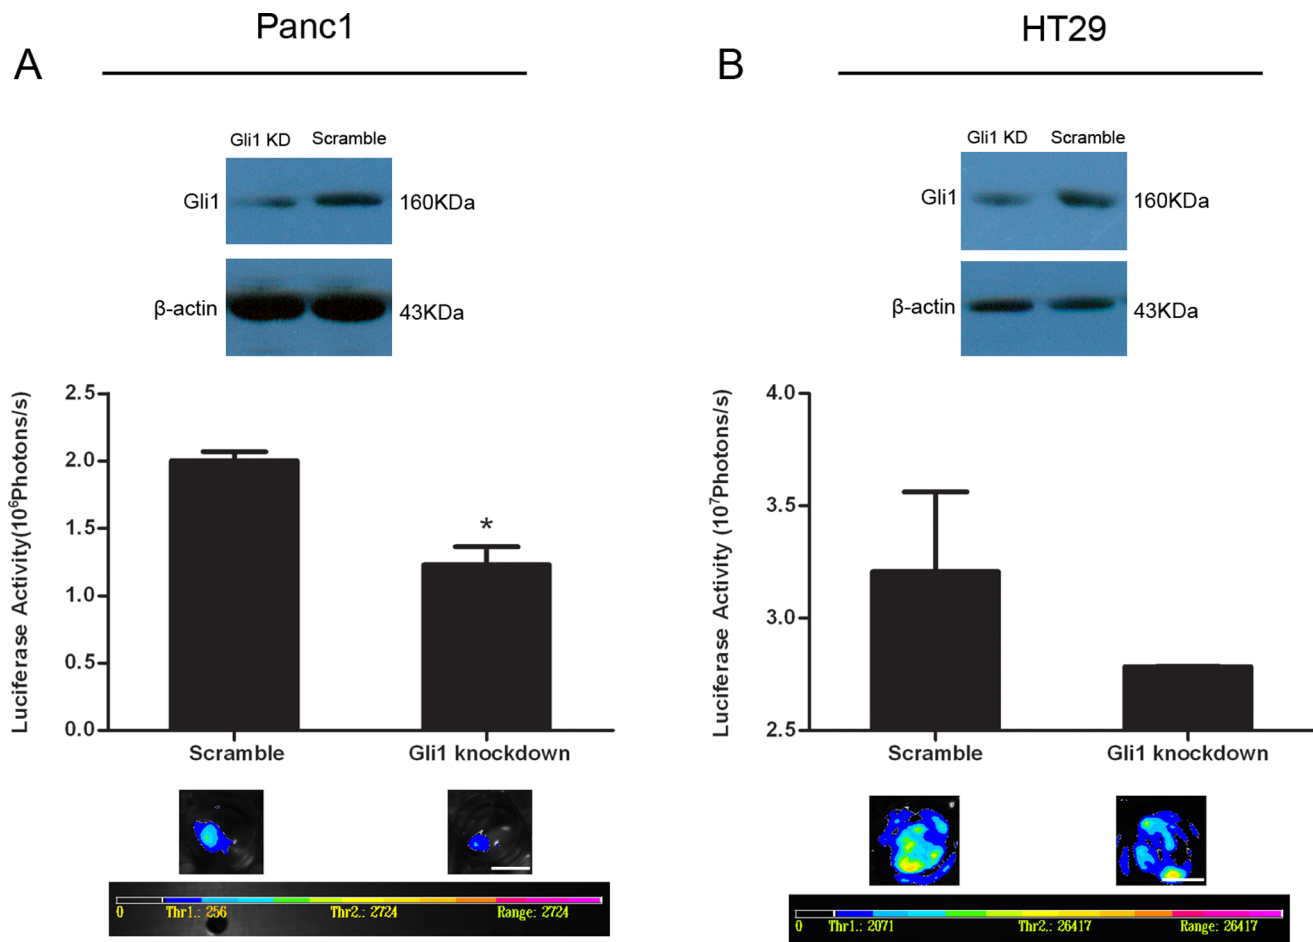 Panc1
HT29
A
B
Gli1 KD Scramble
Gli1 160KDa
β-actin 43KDa
Gli1 KD Scramble
Gli1 160KDa
β-actin 43KDa
Luciferase Activity(10⁶Photons/s)
2.5
2.0
1.5
1.0
0.5
0.0
*
Scramble Gli1 knockdown
Luciferase Activity (10⁷Photons/s)
4.0
3.5
3.0
2.5
Scramble Gli1 knockdown
0 Thr1.: 256 Thr2.: 2724 Range: 2724
0 Thr1.: 2071 Thr2.: 26417 Range: 26417